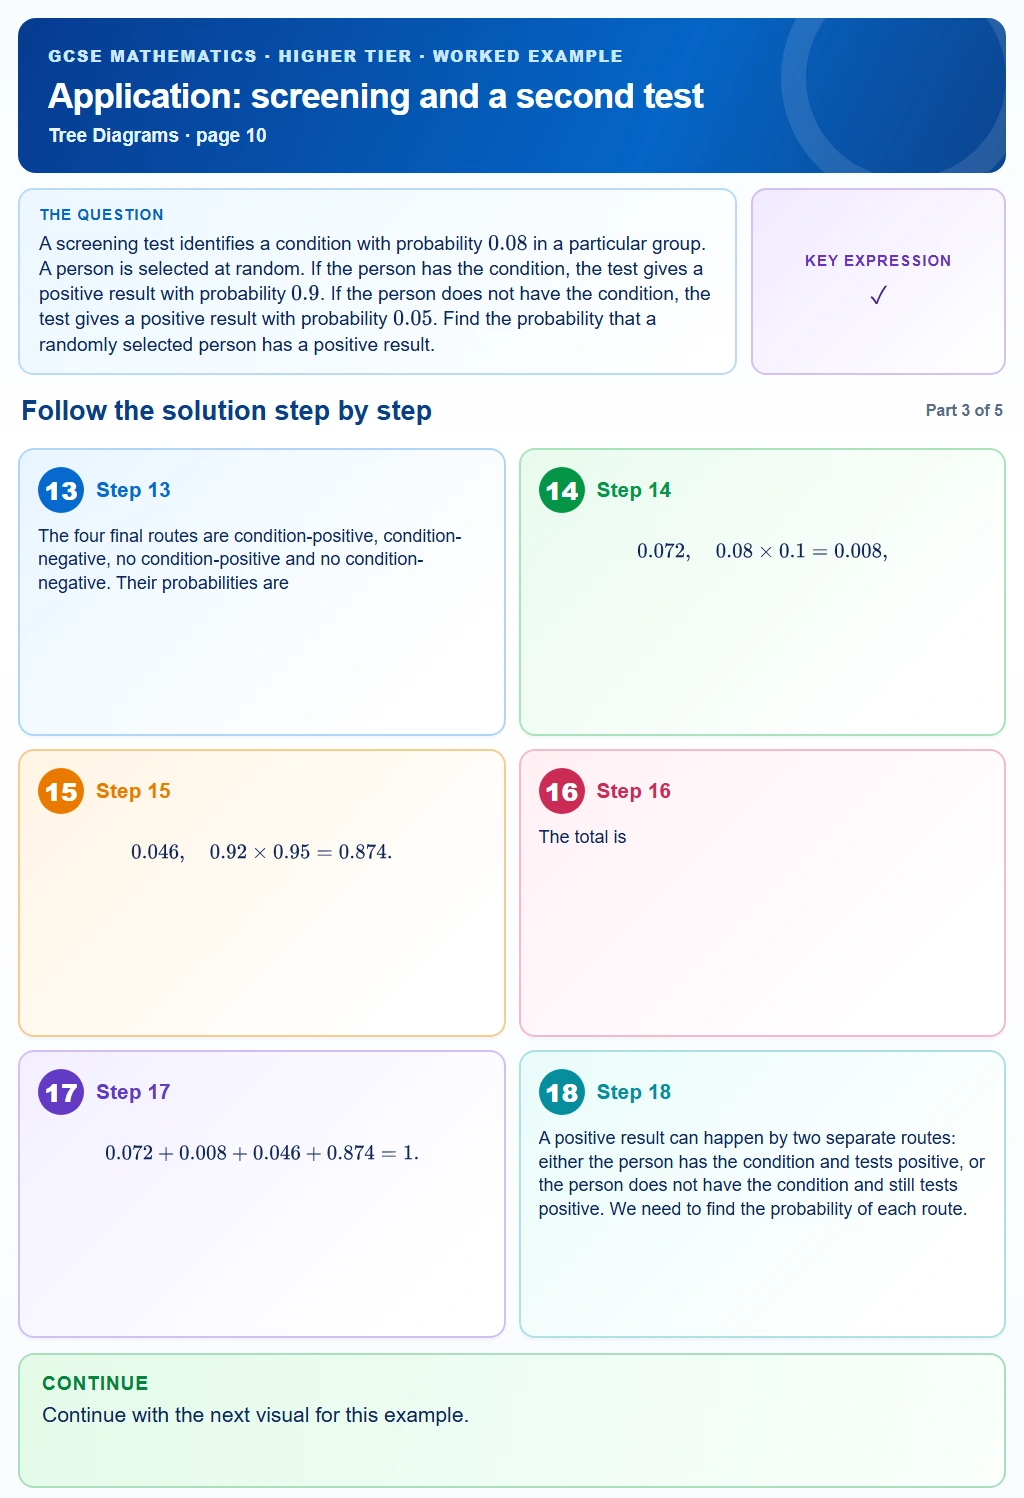 GCSE MATHEMATICS · HIGHER TIER · WORKED EXAMPLE
Application: screening and a second test
Tree Diagrams · page 10
THE QUESTION
A screening test identifies a condition with probability 0.08 in a particular group.
A person is selected at random. If the person has the condition, the test gives a
positive result with probability 0.9. If the person does not have the condition, the
test gives a positive result with probability 0.05. Find the probability that a
randomly selected person has a positive result.
KEY EXPRESSION
✓
Follow the solution step by step
Part 3 of 5
13 Step 13
The four final routes are condition-positive, condition-
negative, no condition-positive and no condition-
negative. Their probabilities are
14 Step 14
0.072, 0.08 × 0.1 = 0.008,
15 Step 15
0.046, 0.92 × 0.95 = 0.874.
16 Step 16
The total is
17 Step 17
0.072 + 0.008 + 0.046 + 0.874 = 1.
18 Step 18
A positive result can happen by two separate routes:
either the person has the condition and tests positive, or
the person does not have the condition and still tests
positive. We need to find the probability of each route.
CONTINUE
Continue with the next visual for this example.